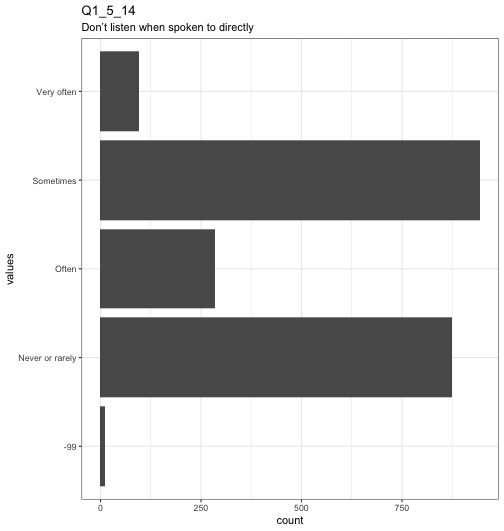 Q1_5_14
Don't listen when spoken to directly
Very often
Sometimes
Often
Never or rarely
-99
values
0
250
500
750
count